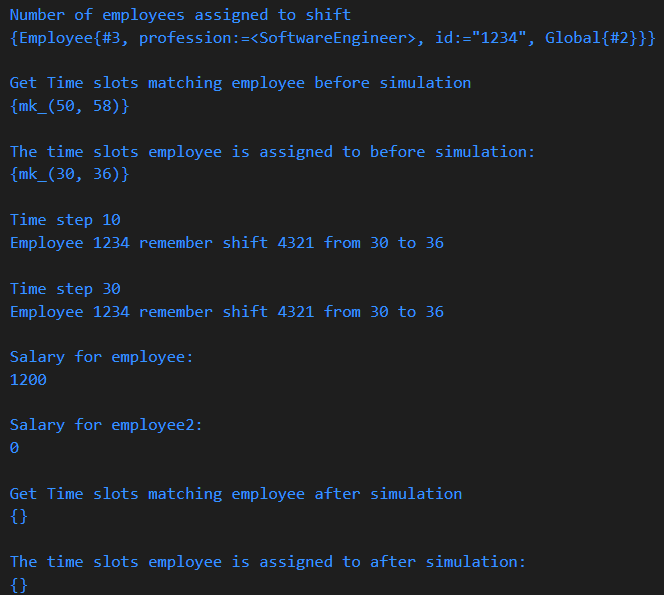 Number of employees assigned to shift
{Employee{#3, profession:=<SoftwareEngineer>, id:="1234", Global{#2}}}
Get Time slots matching employee before simulation
{mk_(50, 58)}
The time slots employee is assigned to before simulation:
{mk_(30, 36)}
Time step 10
Employee 1234 remember shift 4321 from 30 to 36
Time step 30
Employee 1234 remember shift 4321 from 30 to 36
Salary for employee:
1200
Salary for employee2:
0
Get Time slots matching employee after simulation
{}
The time slots employee is assigned to after simulation:
{}